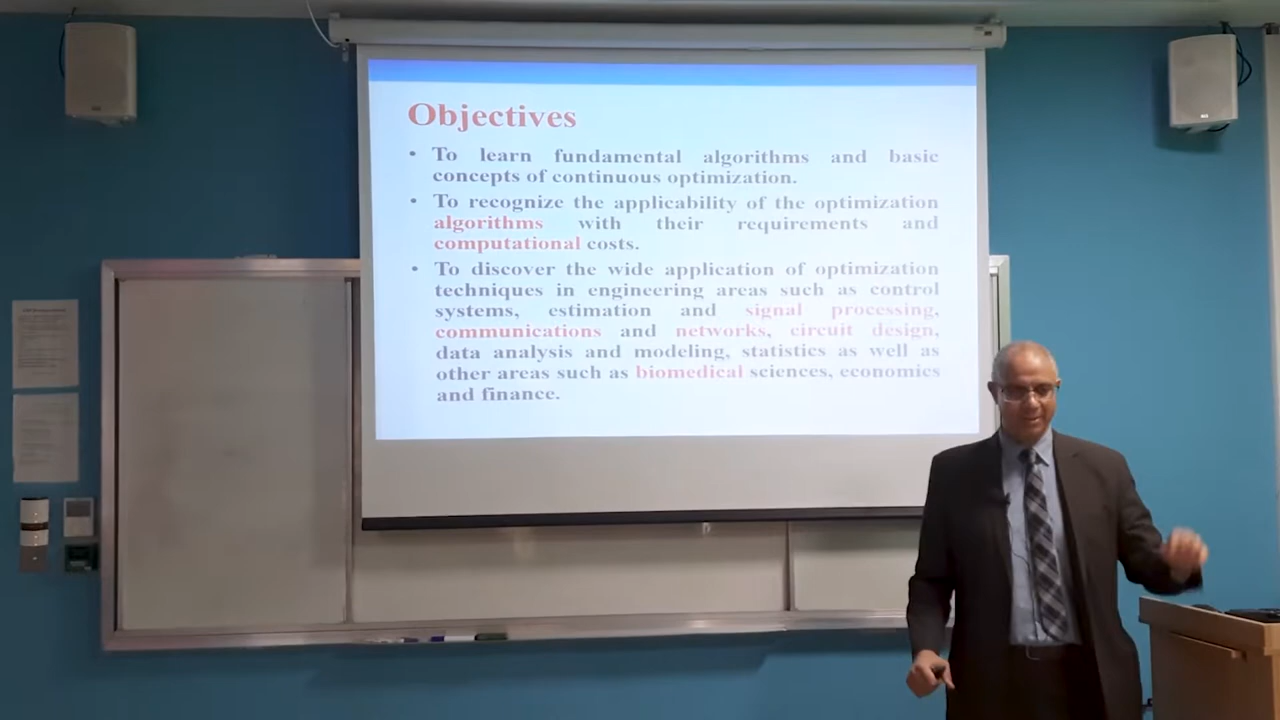 Objectives
• To learn fundamental algorithms and basic
concepts of continuous optimization.
• To recognize the applicability of the optimization
algorithms with their requirements and
computational costs.
• To discover the wide application of optimization
techniques in engineering areas such as control
systems, estimation and signal processing,
communications and networks, circuit design,
data analysis and modeling, statistics as well as
other areas such as biomedical sciences, economics
and finance.